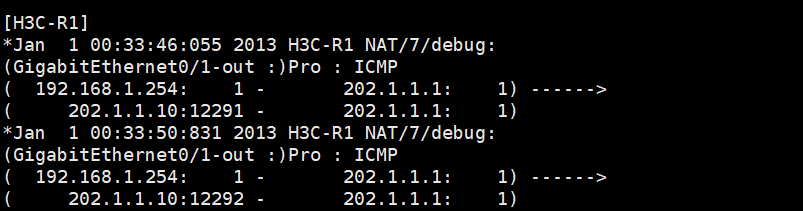 [H3C-R1]
*Jan  1 00:33:46:055 2013 H3C-R1 NAT/7/debug:
(GigabitEthernet0/1-out :)Pro : ICMP
(  192.168.1.254:    1 -       202.1.1.1:    1) ------>
(     202.1.1.10:12291 -       202.1.1.1:    1)
*Jan  1 00:33:50:831 2013 H3C-R1 NAT/7/debug:
(GigabitEthernet0/1-out :)Pro : ICMP
(  192.168.1.254:    1 -       202.1.1.1:    1) ------>
(     202.1.1.10:12292 -       202.1.1.1:    1)